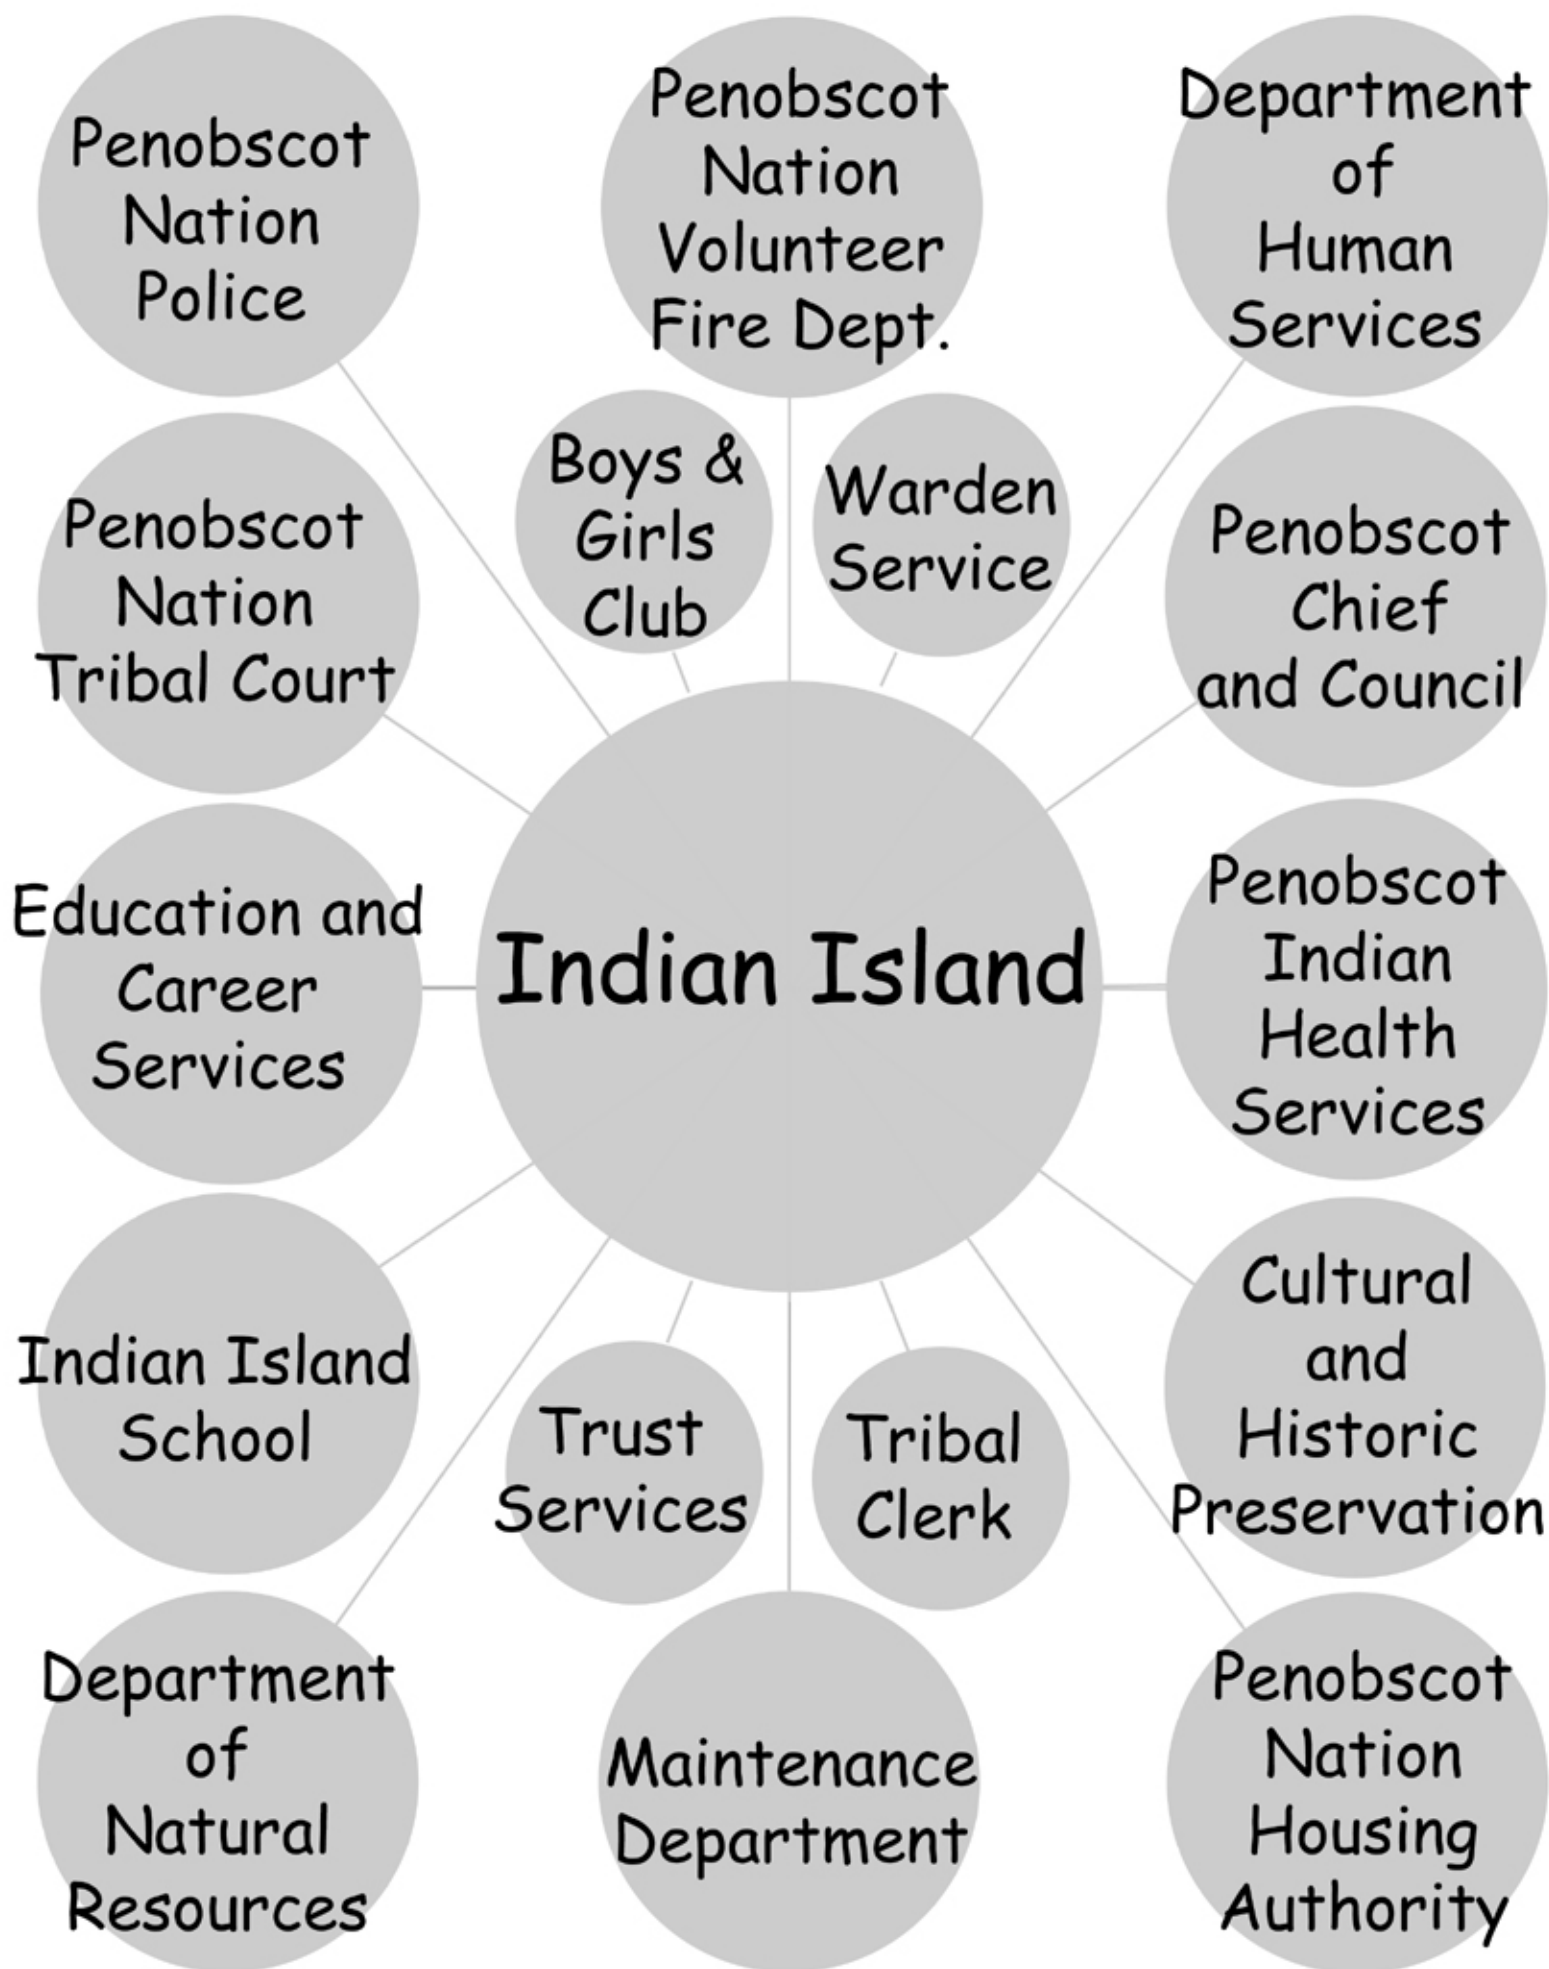 Penobscot
Nation
Police
Penobscot
Nation
Volunteer
Fire Dept.
Department
of
Human
Services
Boys &
Girls
Club
Warden
Service
Penobscot
Nation
Tribal Court
Penobscot
Chief
and Council
Education and
Career
Services
Indian Island
Penobscot
Indian
Health
Services
Indian Island
School
Trust
Services
Tribal
Clerk
Cultural
and
Historic
Preservation
Department
of
Natural
Resources
Maintenance
Department
Penobscot
Nation
Housing
Authority